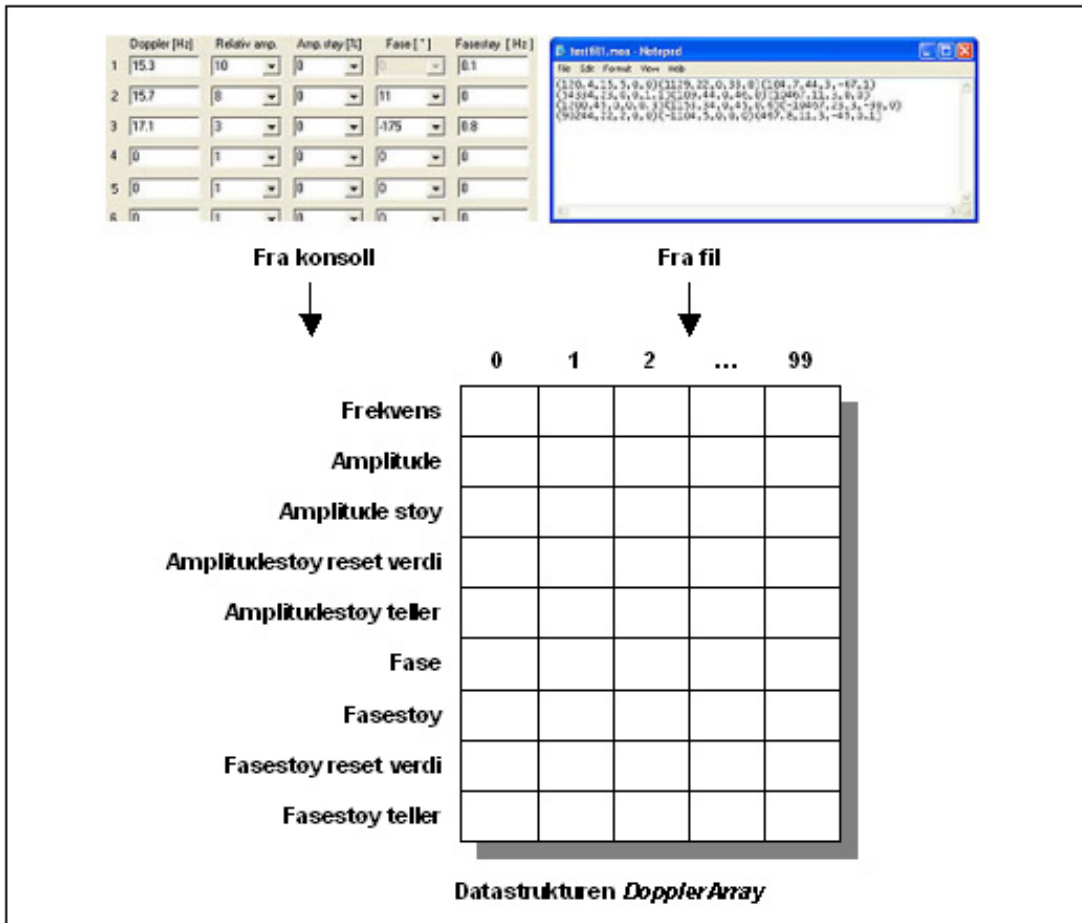 Doppler [Hz] Relativ amp. Amp. støy [%] Fase [ ° ] Fasestøy [ Hz ]
1 15.3 10 0 0 0.1
2 15.7 8 0 11 0
3 17.1 3 0 -175 0.8
4 0 1 0 0 0
5 0 1 0 0 0
6 0 1 0 0 0
testfil1.mea - Notepad
File Edit Format View Help
Fra konsoll
Fra fil
0 1 2 ... 99
Frekvens
Amplitude
Amplitude støy
Amplitudestøy reset verdi
Amplitudestøy teller
Fase
Fasestøy
Fasestøy reset verdi
Fasestøy teller
Datastrukturen DopplerArray